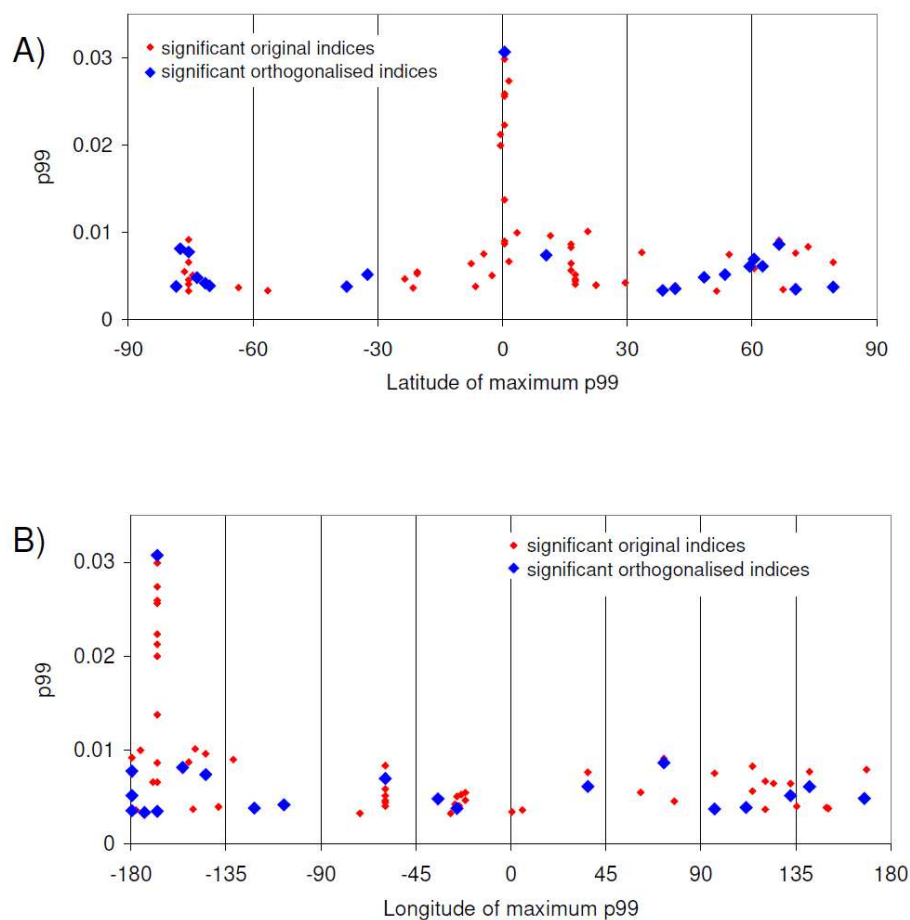 A)
significant original indices
significant orthogonalised indices
0.03
0.02
0.01
0
p99
-90 -60 -30 0 30 60 90
Latitude of maximum p99
B)
significant original indices
significant orthogonalised indices
0.03
0.02
0.01
0
p99
-180 -135 -90 -45 0 45 90 135 180
Longitude of maximum p99